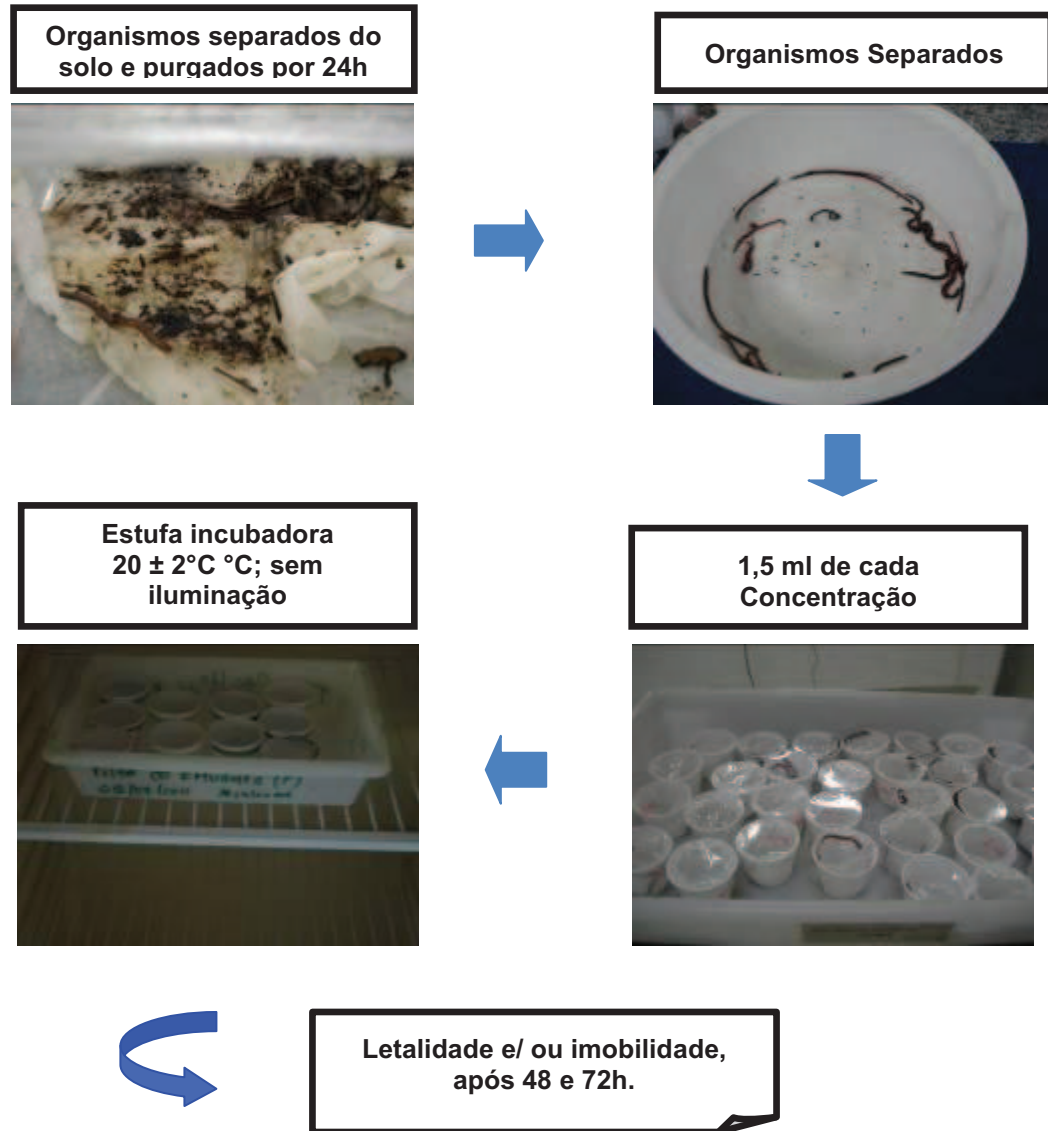 Organismos separados do
solo e purgados por 24h
Organismos Separados
1,5 ml de cada
Concentração
Estufa incubadora
20 ± 2°C °C; sem
iluminação
Letalidade e/ ou imobilidade,
após 48 e 72h.